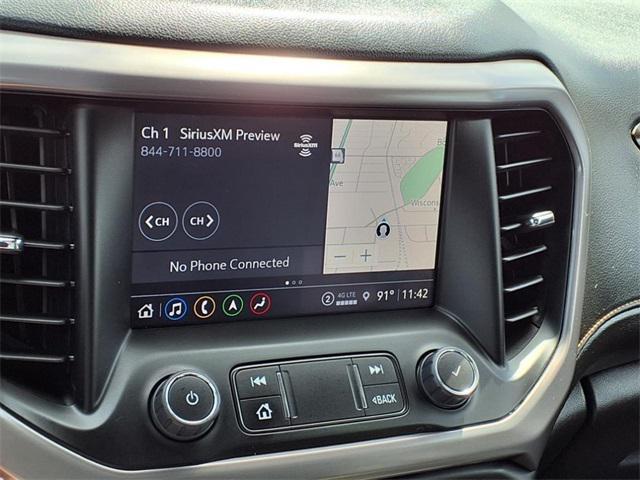 Ch 1 SiriusXM Preview
844-711-8800
SiriusXM
CH CH
No Phone Connected
Ave
Wiscons
2 4G LTE 91° 11:42
BACK